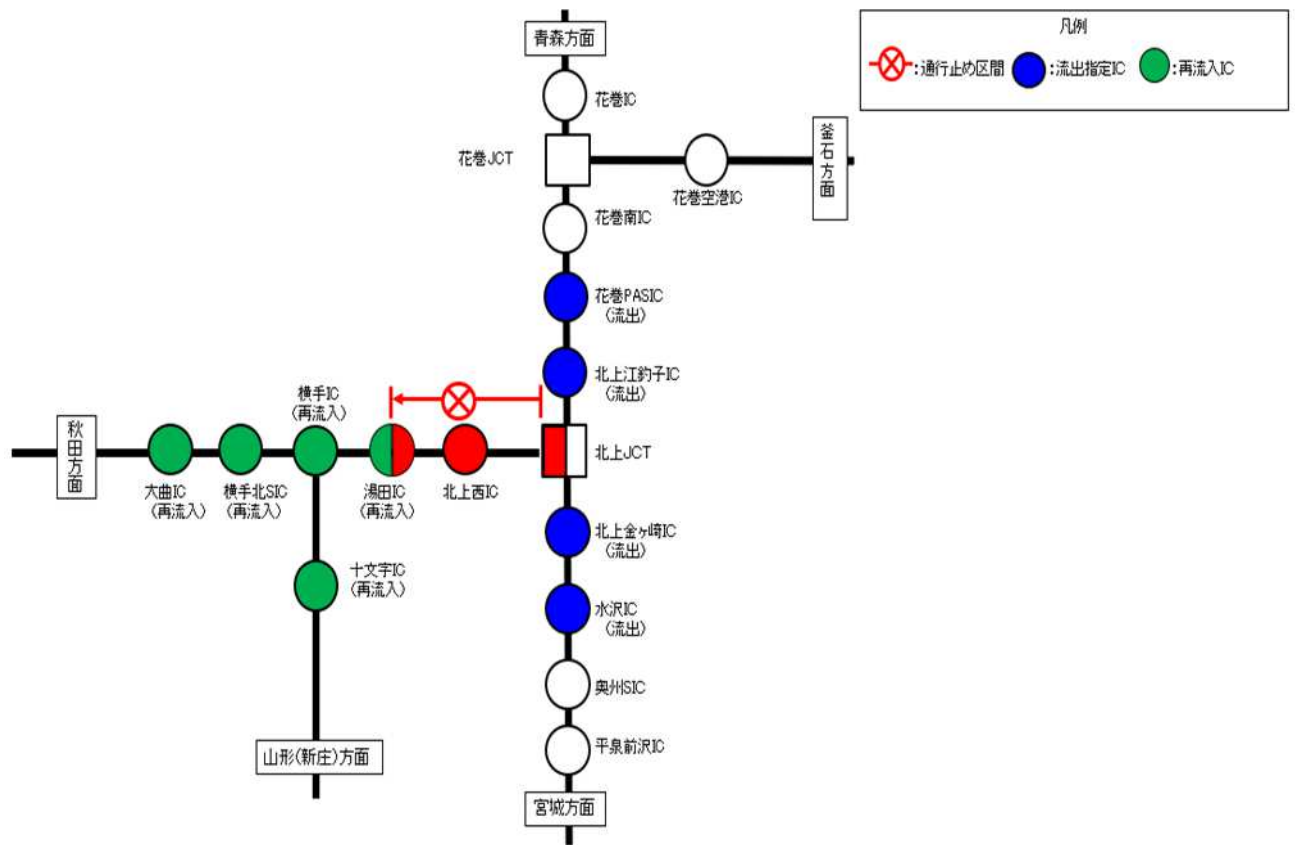 青森方面
凡例
:通行止め区間
:流出指定IC
:再流入IC
花巻IC
花巻JCT
釜石方面
花巻空港IC
花巻南IC
花巻PASIC
(流出)
北上江釣子IC
(流出)
横手IC
(再流入)
秋田方面
北上JCT
大曲IC
(再流入)
横手北SIC
(再流入)
湯田IC
(再流入)
北上西IC
北上金ヶ崎IC
(流出)
十文字IC
(再流入)
水沢IC
(流出)
奥州SIC
平泉前沢IC
山形(新庄)方面
宮城方面